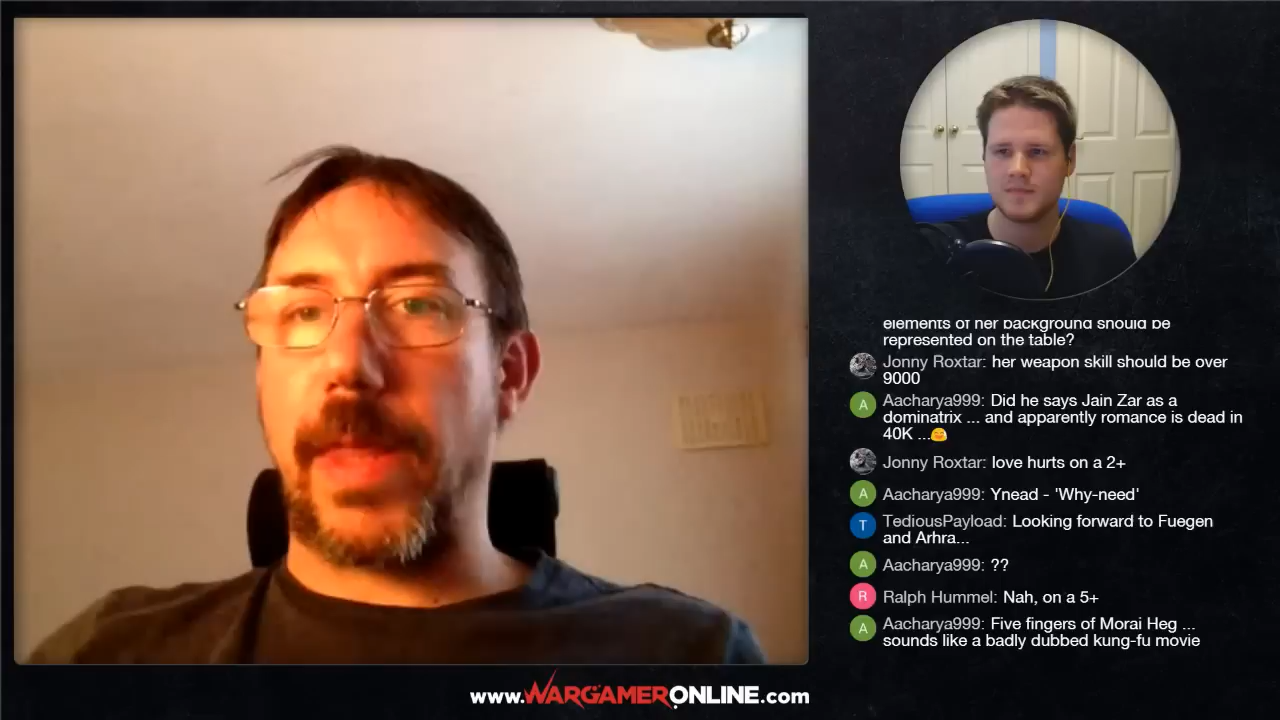 elements of her background should be
represented on the table?
Jonny Roxtar: her weapon skill should be over
9000
A
Aacharya999: Did he says Jain Zar as a
dominatrix ... and apparently romance is dead in
40K ...😅
Jonny Roxtar: love hurts on a 2+
A
Aacharya999: Ynead - 'Why-need'
T
TediousPayload: Looking forward to Fuegen
and Arhra...
A
Aacharya999: ??
R
Ralph Hummel: Nah, on a 5+
A
Aacharya999: Five fingers of Morai Heg ...
sounds like a badly dubbed kung-fu movie
www.WARGAMERONLINE.com